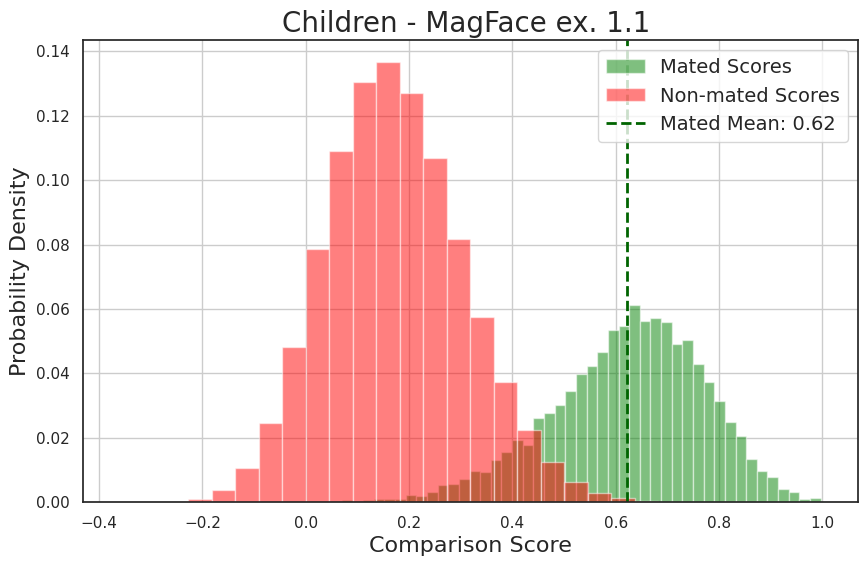 Children - MagFace ex. 1.1
Mated Scores
Non-mated Scores
Mated Mean: 0.62
Probability Density
0.14
0.12
0.10
0.08
0.06
0.04
0.02
0.00
−0.4 −0.2 0.0 0.2 0.4 0.6 0.8 1.0
Comparison Score